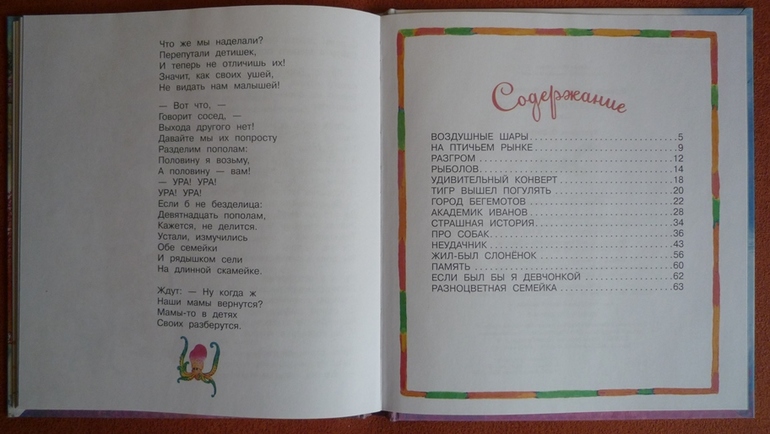 Что же мы наделали?
Перепутали детишек,
И теперь не отличишь их!
Значит, как своих ушей,
Не видать нам малышей!
— Вот что, —
Говорит сосед, —
Выхода другого нет!
Давайте мы их попросту
Разделим пополам:
Половину я возьму,
А половину — вам!
— УРА! УРА!
УРА! УРА!
Если б не безделица:
Девятнадцать пополам,
Кажется, не делится.
Устали, измучились
Обе семейки
И рядышком сели
На длинной скамейке.
Ждут: — Ну когда ж
Наши мамы вернутся?
Мамы-то в детях
Своих разберутся.
Содержание
ВОЗДУШНЫЕ ШАРЫ 5
НА ПТИЧЬЕМ РЫНКЕ 9
РАЗГРОМ 12
РЫБОЛОВ 14
УДИВИТЕЛЬНЫЙ КОНВЕРТ 18
ТИГР ВЫШЕЛ ПОГУЛЯТЬ 20
ГОРОД БЕГЕМОТОВ 22
АКАДЕМИК ИВАНОВ 28
СТРАШНАЯ ИСТОРИЯ 34
ПРО СОБАК 36
НЕУДАЧНИК 43
ЖИЛ-БЫЛ СЛОНЁНОК 56
ПАМЯТЬ 60
ЕСЛИ БЫЛ БЫ Я ДЕВЧОНКОЙ 62
РАЗНОЦВЕТНАЯ СЕМЕЙКА 63